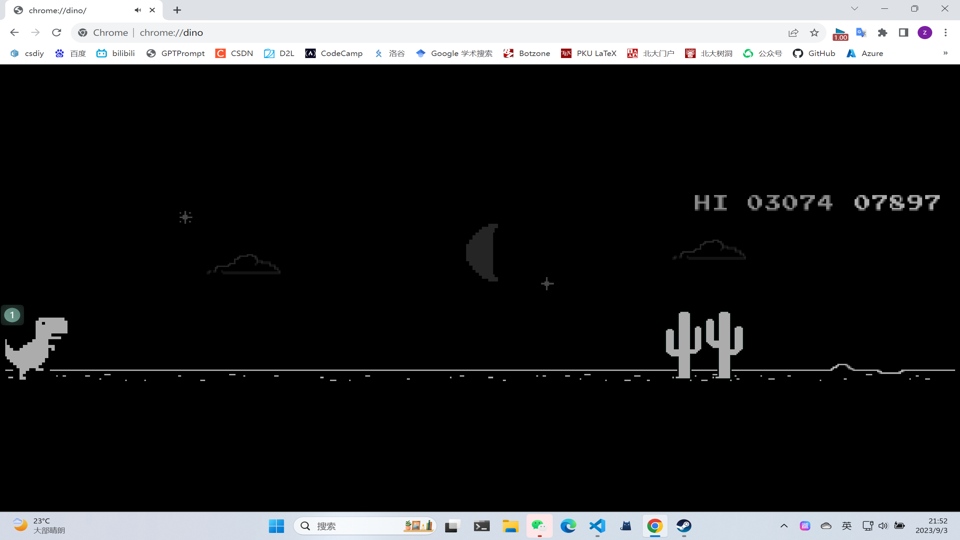 chrome://dino/
Chrome | chrome://dino
1.00
z
csdiy 百度 bilibili GPTPrompt CSDN D2L CodeCamp 洛谷 Google 学术搜索 Botzone PKU LaTeX 北大门户 北大树洞 公众号 GitHub Azure »
HI 03074 07897
1
23°C
大部晴朗
搜索
英
21:52
2023/9/3